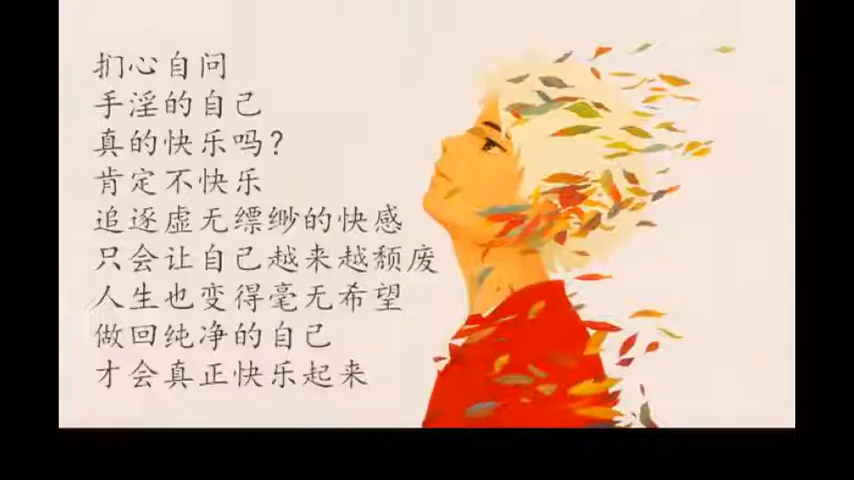 扪心自问
手淫的自己
真的快乐吗？
肯定不快乐
追逐虚无缥缈的快感
只会让自己越来越颓废
人生也变得毫无希望
做回纯净的自己
才会真正快乐起来